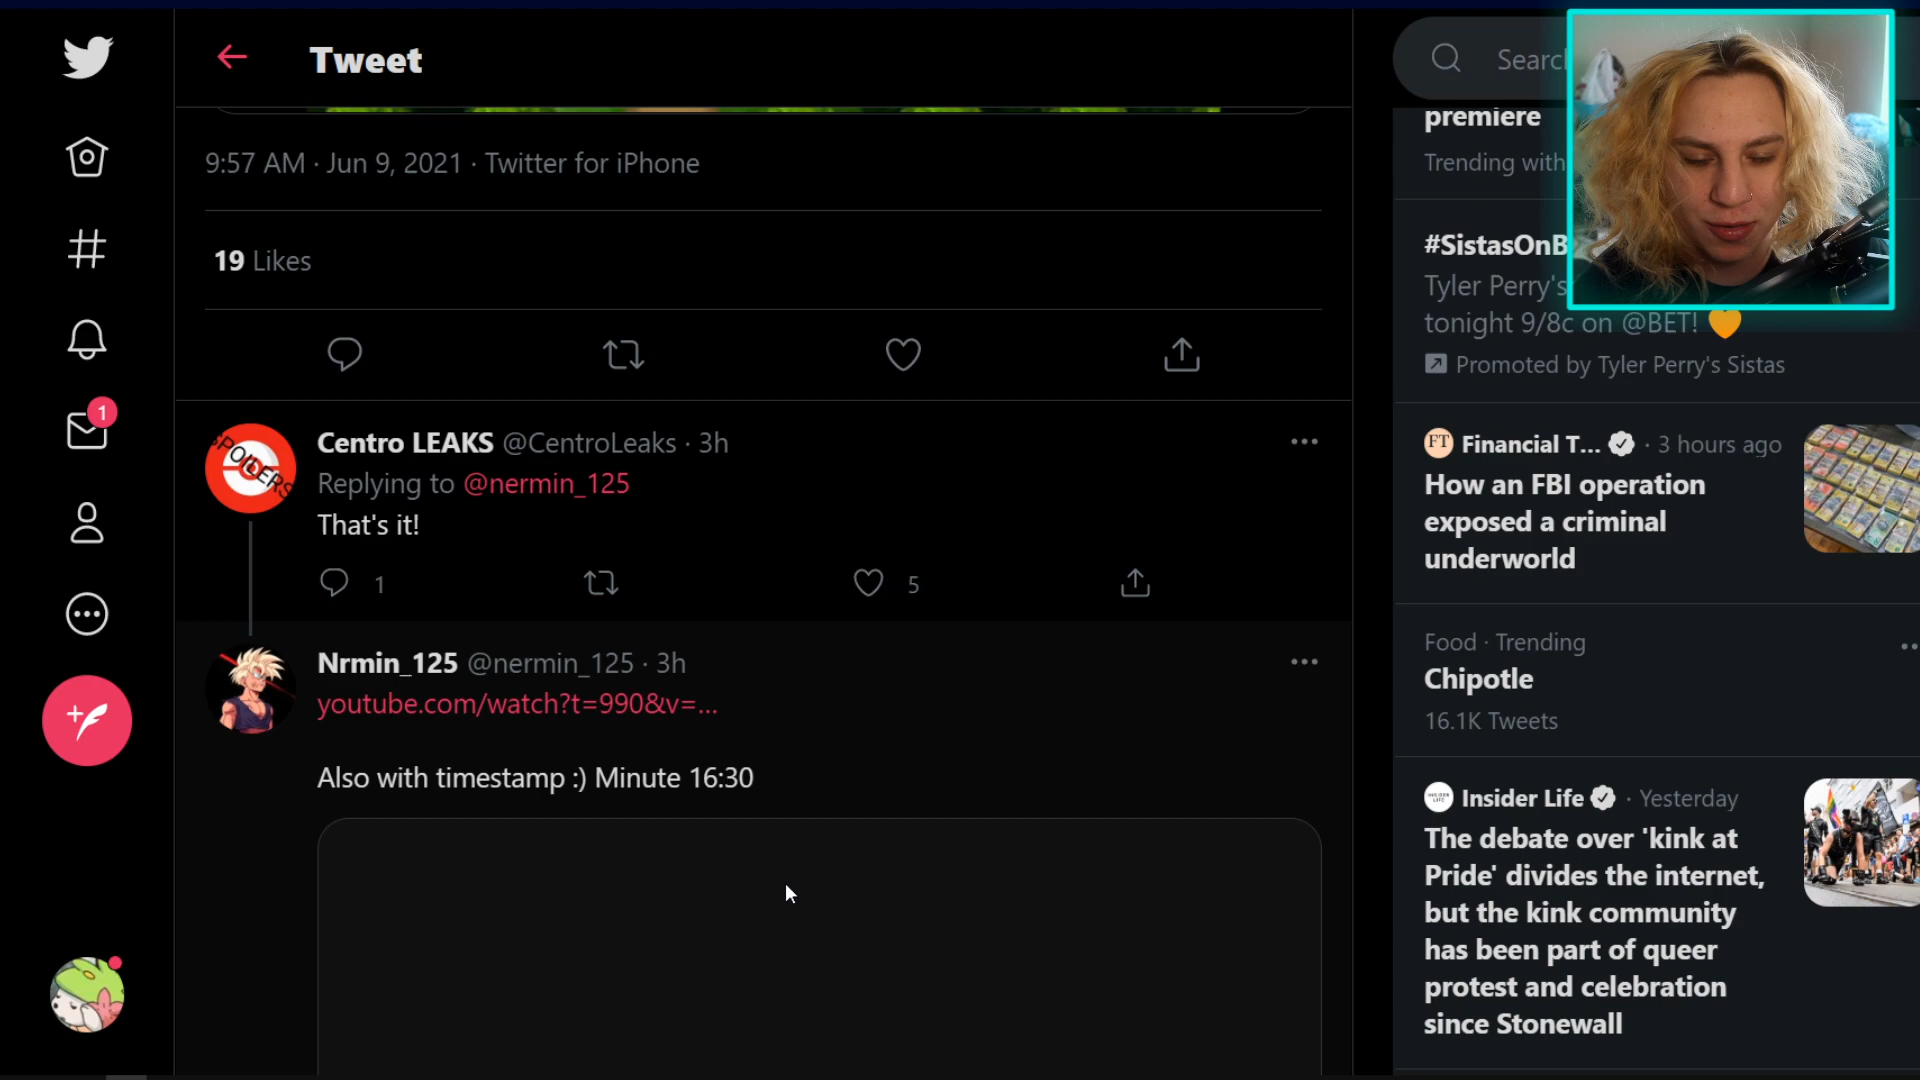 Tweet
9:57 AM · Jun 9, 2021 · Twitter for iPhone
19 Likes
1
Centro LEAKS @CentroLeaks · 3h
Replying to @nermin_125
That's it!
1
5
SPOILERS
Nrmin_125 @nermin_125 · 3h
youtube.com/watch?t=990&v=...
Also with timestamp :) Minute 16:30
premiere
Trending with
#SistasOnB
Tyler Perry's
tonight 9/8c on @BET!
Promoted by Tyler Perry's Sistas
FT Financial T... · 3 hours ago
How an FBI operation
exposed a criminal
underworld
Food · Trending
Chipotle
16.1K Tweets
Insider Life · Yesterday
The debate over 'kink at
Pride' divides the internet,
but the kink community
has been part of queer
protest and celebration
since Stonewall